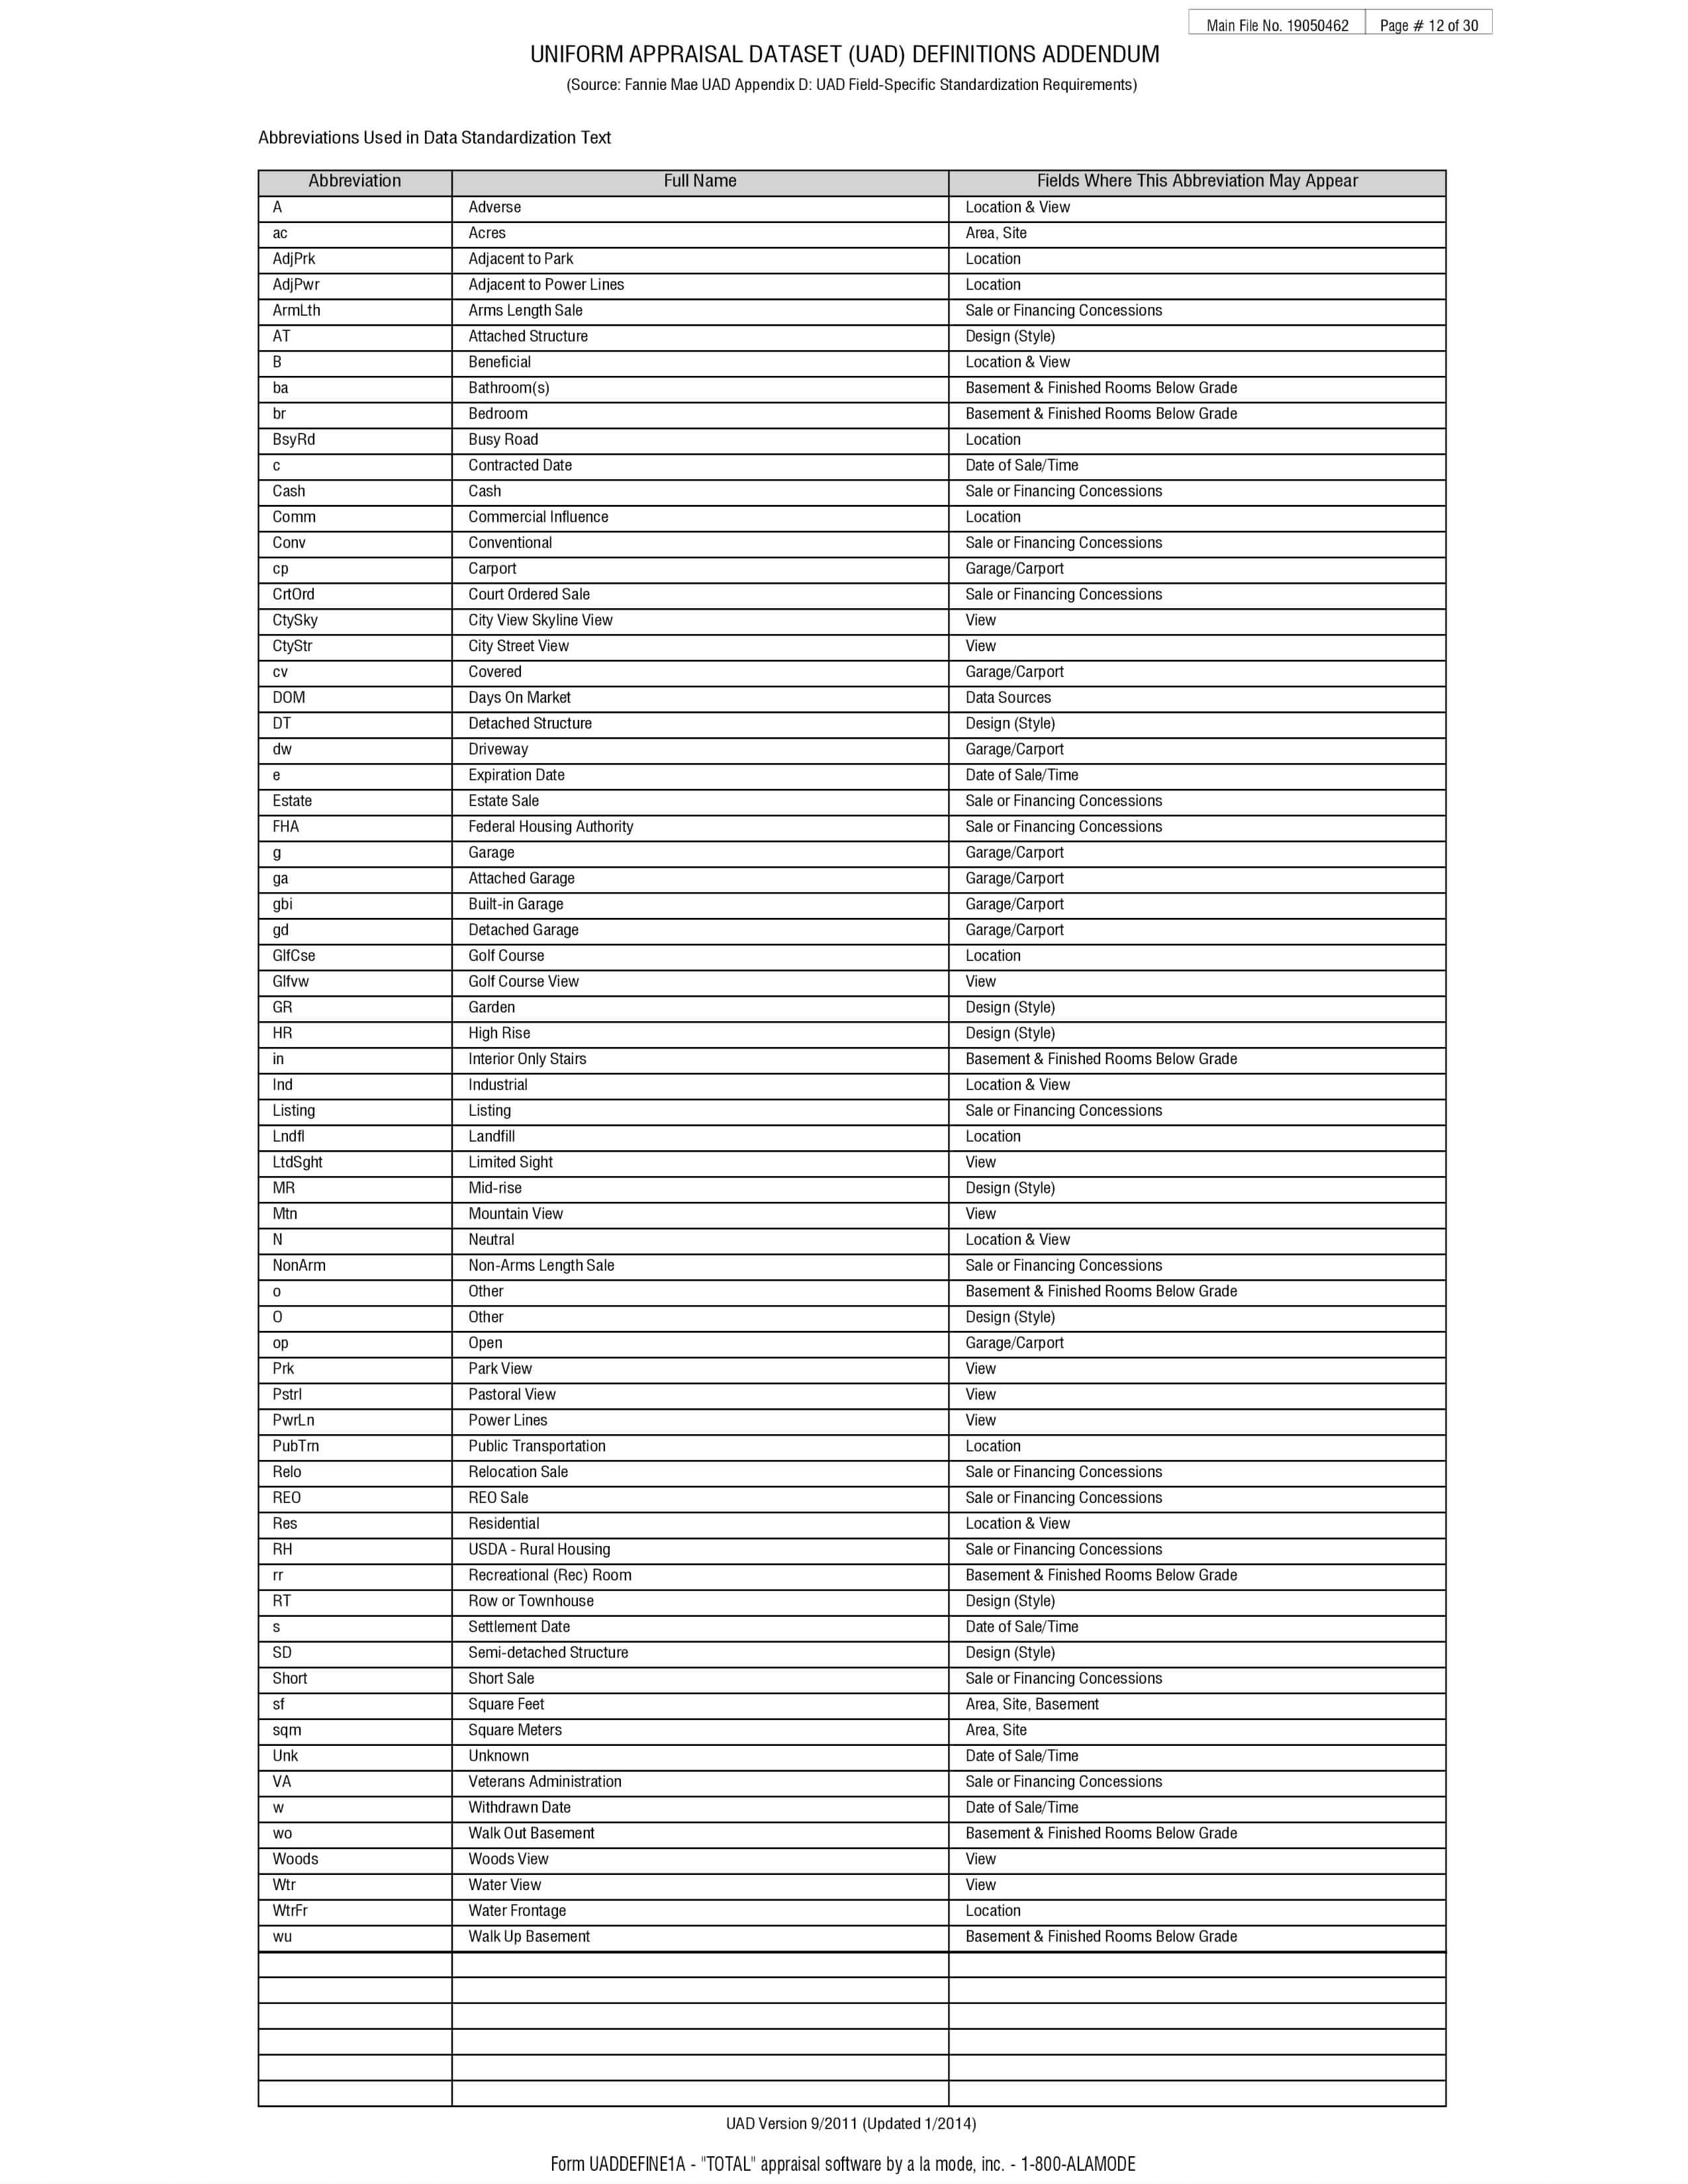 Main File No. 19050462 Page # 12 of 30
UNIFORM APPRAISAL DATASET (UAD) DEFINITIONS ADDENDUM
(Source: Fannie Mae UAD Appendix D: UAD Field-Specific Standardization Requirements)
Abbreviations Used in Data Standardization Text
Abbreviation Full Name Fields Where This Abbreviation May Appear
A Adverse Location & View
ac Acres Area, Site
AdjPrk Adjacent to Park Location
AdjPwr Adjacent to Power Lines Location
ArmLth Arms Length Sale Sale or Financing Concessions
AT Attached Structure Design (Style)
B Beneficial Location & View
ba Bathroom(s) Basement & Finished Rooms Below Grade
br Bedroom Basement & Finished Rooms Below Grade
BsyRd Busy Road Location
c Contracted Date Date of Sale/Time
Cash Cash Sale or Financing Concessions
Comm Commercial Influence Location
Conv Conventional Sale or Financing Concessions
cp Carport Garage/Carport
CrtOrd Court Ordered Sale Sale or Financing Concessions
CtySky City View Skyline View View
CtyStr City Street View View
cv Covered Garage/Carport
DOM Days On Market Data Sources
DT Detached Structure Design (Style)
dw Driveway Garage/Carport
e Expiration Date Date of Sale/Time
Estate Estate Sale Sale or Financing Concessions
FHA Federal Housing Authority Sale or Financing Concessions
g Garage Garage/Carport
ga Attached Garage Garage/Carport
gbi Built-in Garage Garage/Carport
gd Detached Garage Garage/Carport
GlfCse Golf Course Location
Glfvw Golf Course View View
GR Garden Design (Style)
HR High Rise Design (Style)
in Interior Only Stairs Basement & Finished Rooms Below Grade
Ind Industrial Location & View
Listing Listing Sale or Financing Concessions
Lndfl Landfill Location
LtdSght Limited Sight View
MR Mid-rise Design (Style)
Mtn Mountain View View
N Neutral Location & View
NonArm Non-Arms Length Sale Sale or Financing Concessions
o Other Basement & Finished Rooms Below Grade
O Other Design (Style)
op Open Garage/Carport
Prk Park View View
Pstrl Pastoral View View
PwrLn Power Lines View
PubTrn Public Transportation Location
Relo Relocation Sale Sale or Financing Concessions
REO REO Sale Sale or Financing Concessions
Res Residential Location & View
RH USDA - Rural Housing Sale or Financing Concessions
rr Recreational (Rec) Room Basement & Finished Rooms Below Grade
RT Row or Townhouse Design (Style)
s Settlement Date Date of Sale/Time
SD Semi-detached Structure Design (Style)
Short Short Sale Sale or Financing Concessions
sf Square Feet Area, Site, Basement
sqm Square Meters Area, Site
Unk Unknown Date of Sale/Time
VA Veterans Administration Sale or Financing Concessions
w Withdrawn Date Date of Sale/Time
wo Walk Out Basement Basement & Finished Rooms Below Grade
Woods Woods View View
Wtr Water View View
WtrFr Water Frontage Location
wu Walk Up Basement Basement & Finished Rooms Below Grade
UAD Version 9/2011 (Updated 1/2014)
Form UADDEFINE1A - "TOTAL" appraisal software by a la mode, inc. - 1-800-ALAMODE